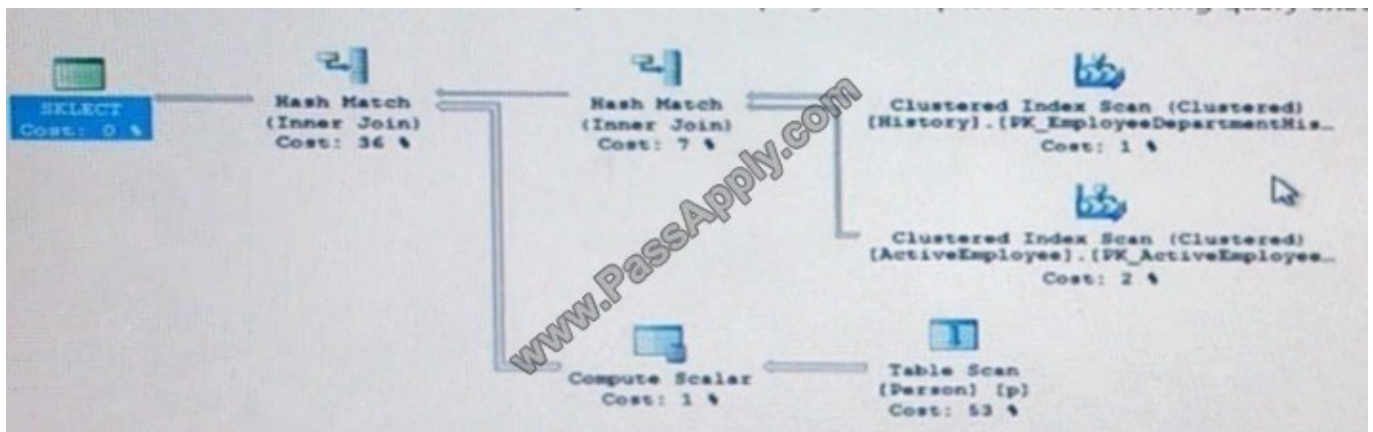 SELECT
Cost: 0 %
Hash Match
(Inner Join)
Cost: 36 %
Hash Match
(Inner Join)
Cost: 7 %
Clustered Index Scan (Clustered)
[History].[PK_EmployeeDepartmentHis…
Cost: 1 %
Clustered Index Scan (Clustered)
[ActiveEmployee].[PK_ActiveEmployee…
Cost: 2 %
Compute Scalar
Cost: 1 %
Table Scan
[Person] [p]
Cost: 53 %
www.PassApply.com